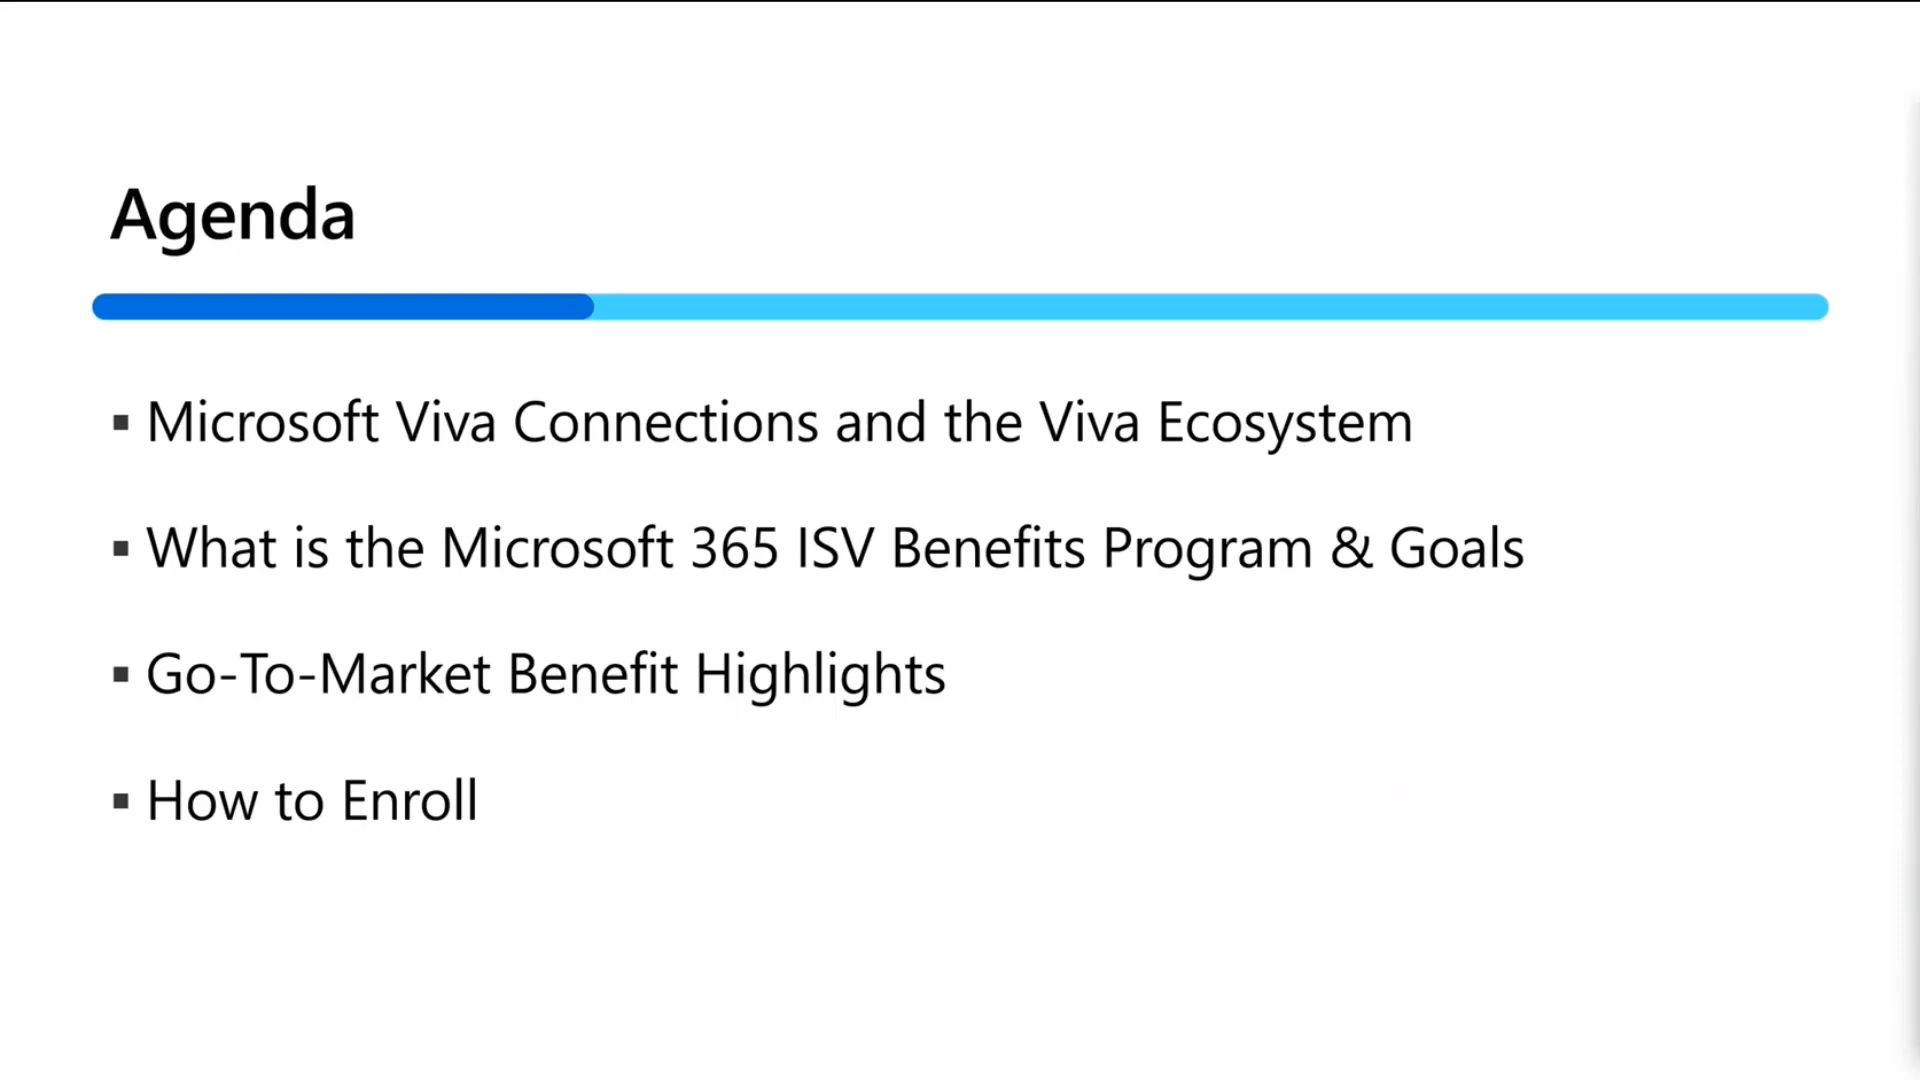 Agenda
▪ Microsoft Viva Connections and the Viva Ecosystem
▪ What is the Microsoft 365 ISV Benefits Program & Goals
▪ Go-To-Market Benefit Highlights
▪ How to Enroll